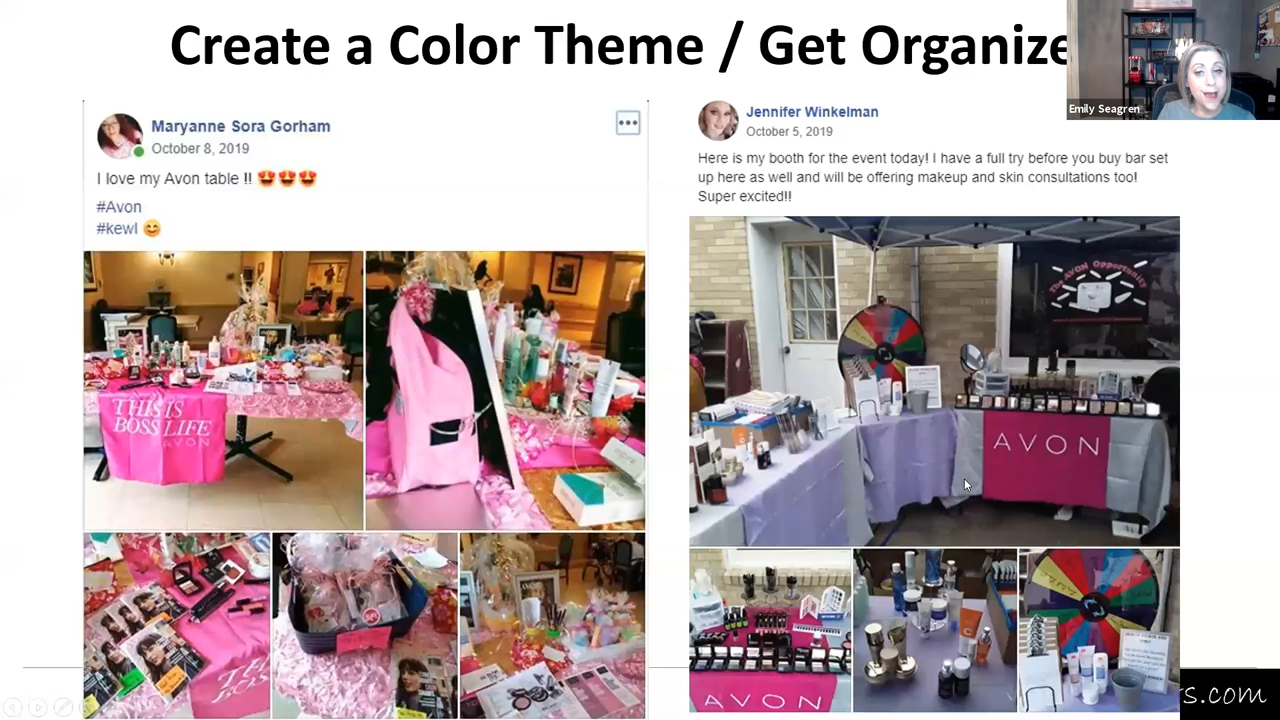 Create a Color Theme / Get Organize
Emily Seagren
Maryanne Sora Gorham
October 8, 2019
I love my Avon table !! 😍😍😍
#Avon
#kewl 😊
Jennifer Winkelman
October 5, 2019
Here is my booth for the event today! I have a full try before you buy bar set
up here as well and will be offering makeup and skin consultations too!
Super excited!!
THIS IS
BOSS LIFE
AVON
The AVON Opportunity
AVON
AVON
rs.com